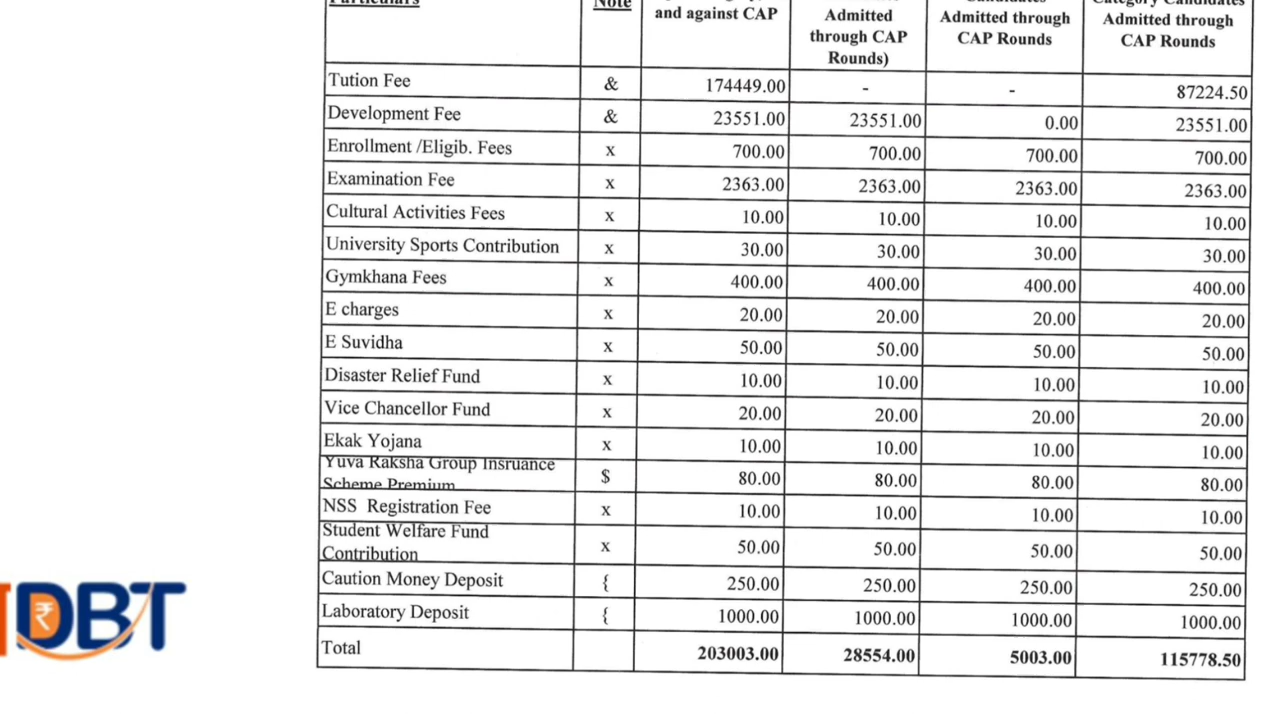 Particulars Note and against CAP Admitted through CAP Rounds) Admitted through CAP Rounds Category Candidates Admitted through CAP Rounds
Tution Fee & 174449.00 - - 87224.50
Development Fee & 23551.00 23551.00 0.00 23551.00
Enrollment /Eligib. Fees x 700.00 700.00 700.00 700.00
Examination Fee x 2363.00 2363.00 2363.00 2363.00
Cultural Activities Fees x 10.00 10.00 10.00 10.00
University Sports Contribution x 30.00 30.00 30.00 30.00
Gymkhana Fees x 400.00 400.00 400.00 400.00
E charges x 20.00 20.00 20.00 20.00
E Suvidha x 50.00 50.00 50.00 50.00
Disaster Relief Fund x 10.00 10.00 10.00 10.00
Vice Chancellor Fund x 20.00 20.00 20.00 20.00
Ekak Yojana x 10.00 10.00 10.00 10.00
Yuva Raksha Group Insruance
Scheme Premium $ 80.00 80.00 80.00 80.00
NSS Registration Fee x 10.00 10.00 10.00 10.00
Student Welfare Fund
Contribution x 50.00 50.00 50.00 50.00
Caution Money Deposit { 250.00 250.00 250.00 250.00
Laboratory Deposit { 1000.00 1000.00 1000.00 1000.00
Total 203003.00 28554.00 5003.00 115778.50
₹
DBT